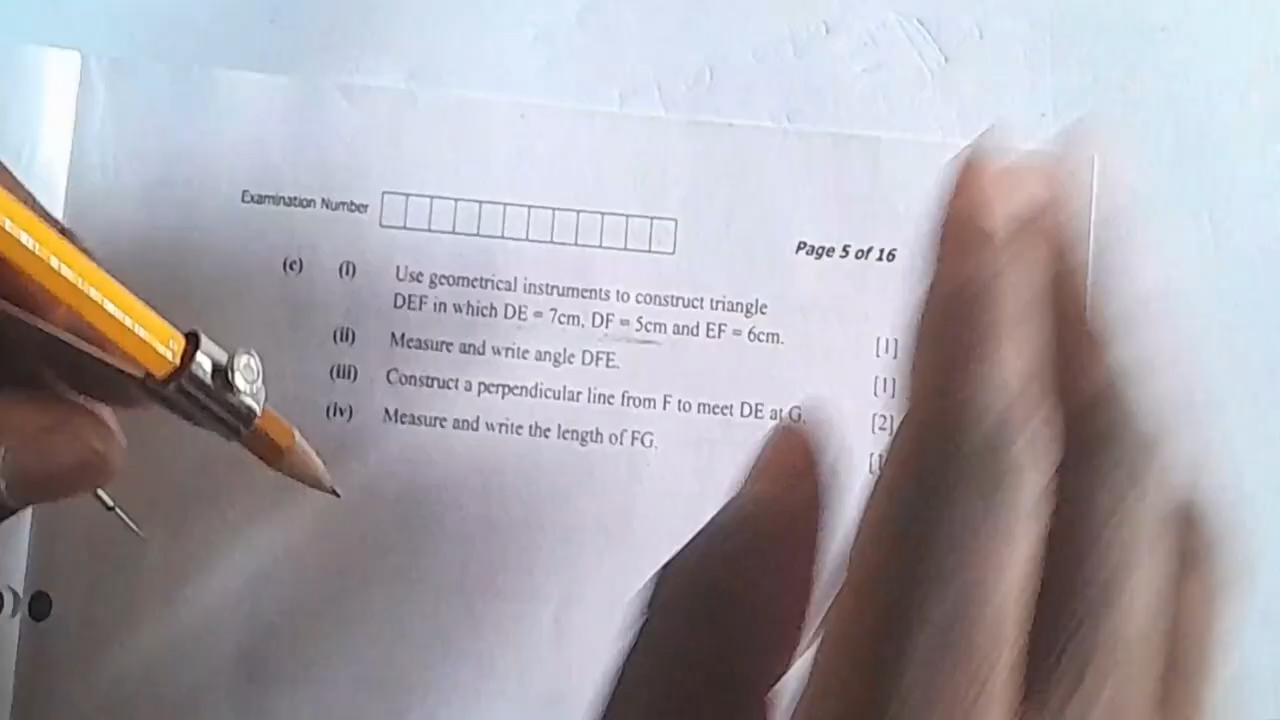 Examination Number
Page 5 of 16
(c) (i) Use geometrical instruments to construct triangle
DEF in which DE = 7cm, DF = 5cm and EF = 6cm. [1]
(ii) Measure and write angle DFE. [1]
(iii) Construct a perpendicular line from F to meet DE at G. [2]
(iv) Measure and write the length of FG.